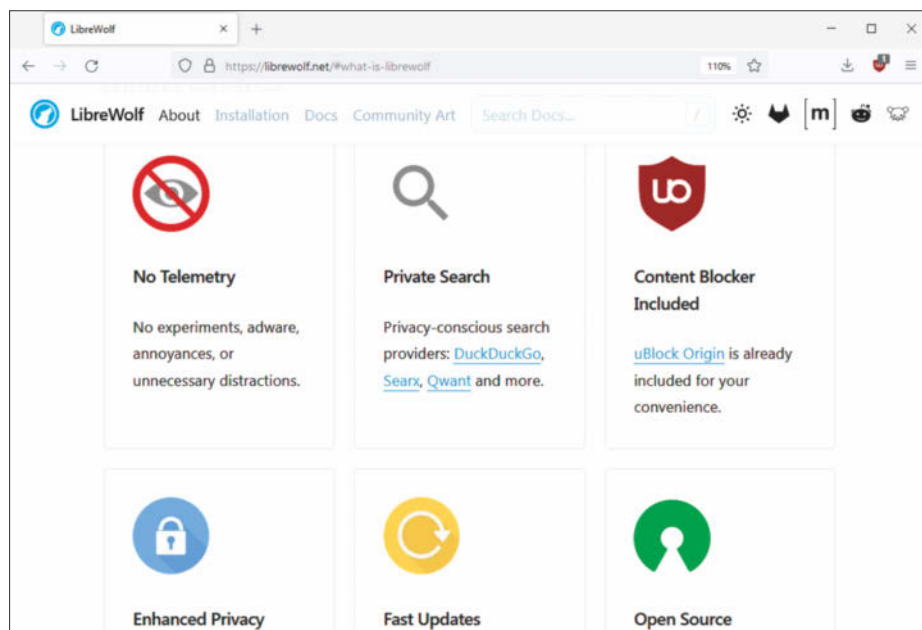 LibreWolf
https://librewolf.net/#what-is-librewolf
110%
1
LibreWolf About Installation Docs Community Art Search Docs... /
[m]
uo
No Telemetry
No experiments, adware,
annoyances, or
unnecessary distractions.
Private Search
Privacy-conscious search
providers: DuckDuckGo,
Searx, Qwant and more.
Content Blocker
Included
uBlock Origin is already
included for your
convenience.
Enhanced Privacy
Fast Updates
Open Source